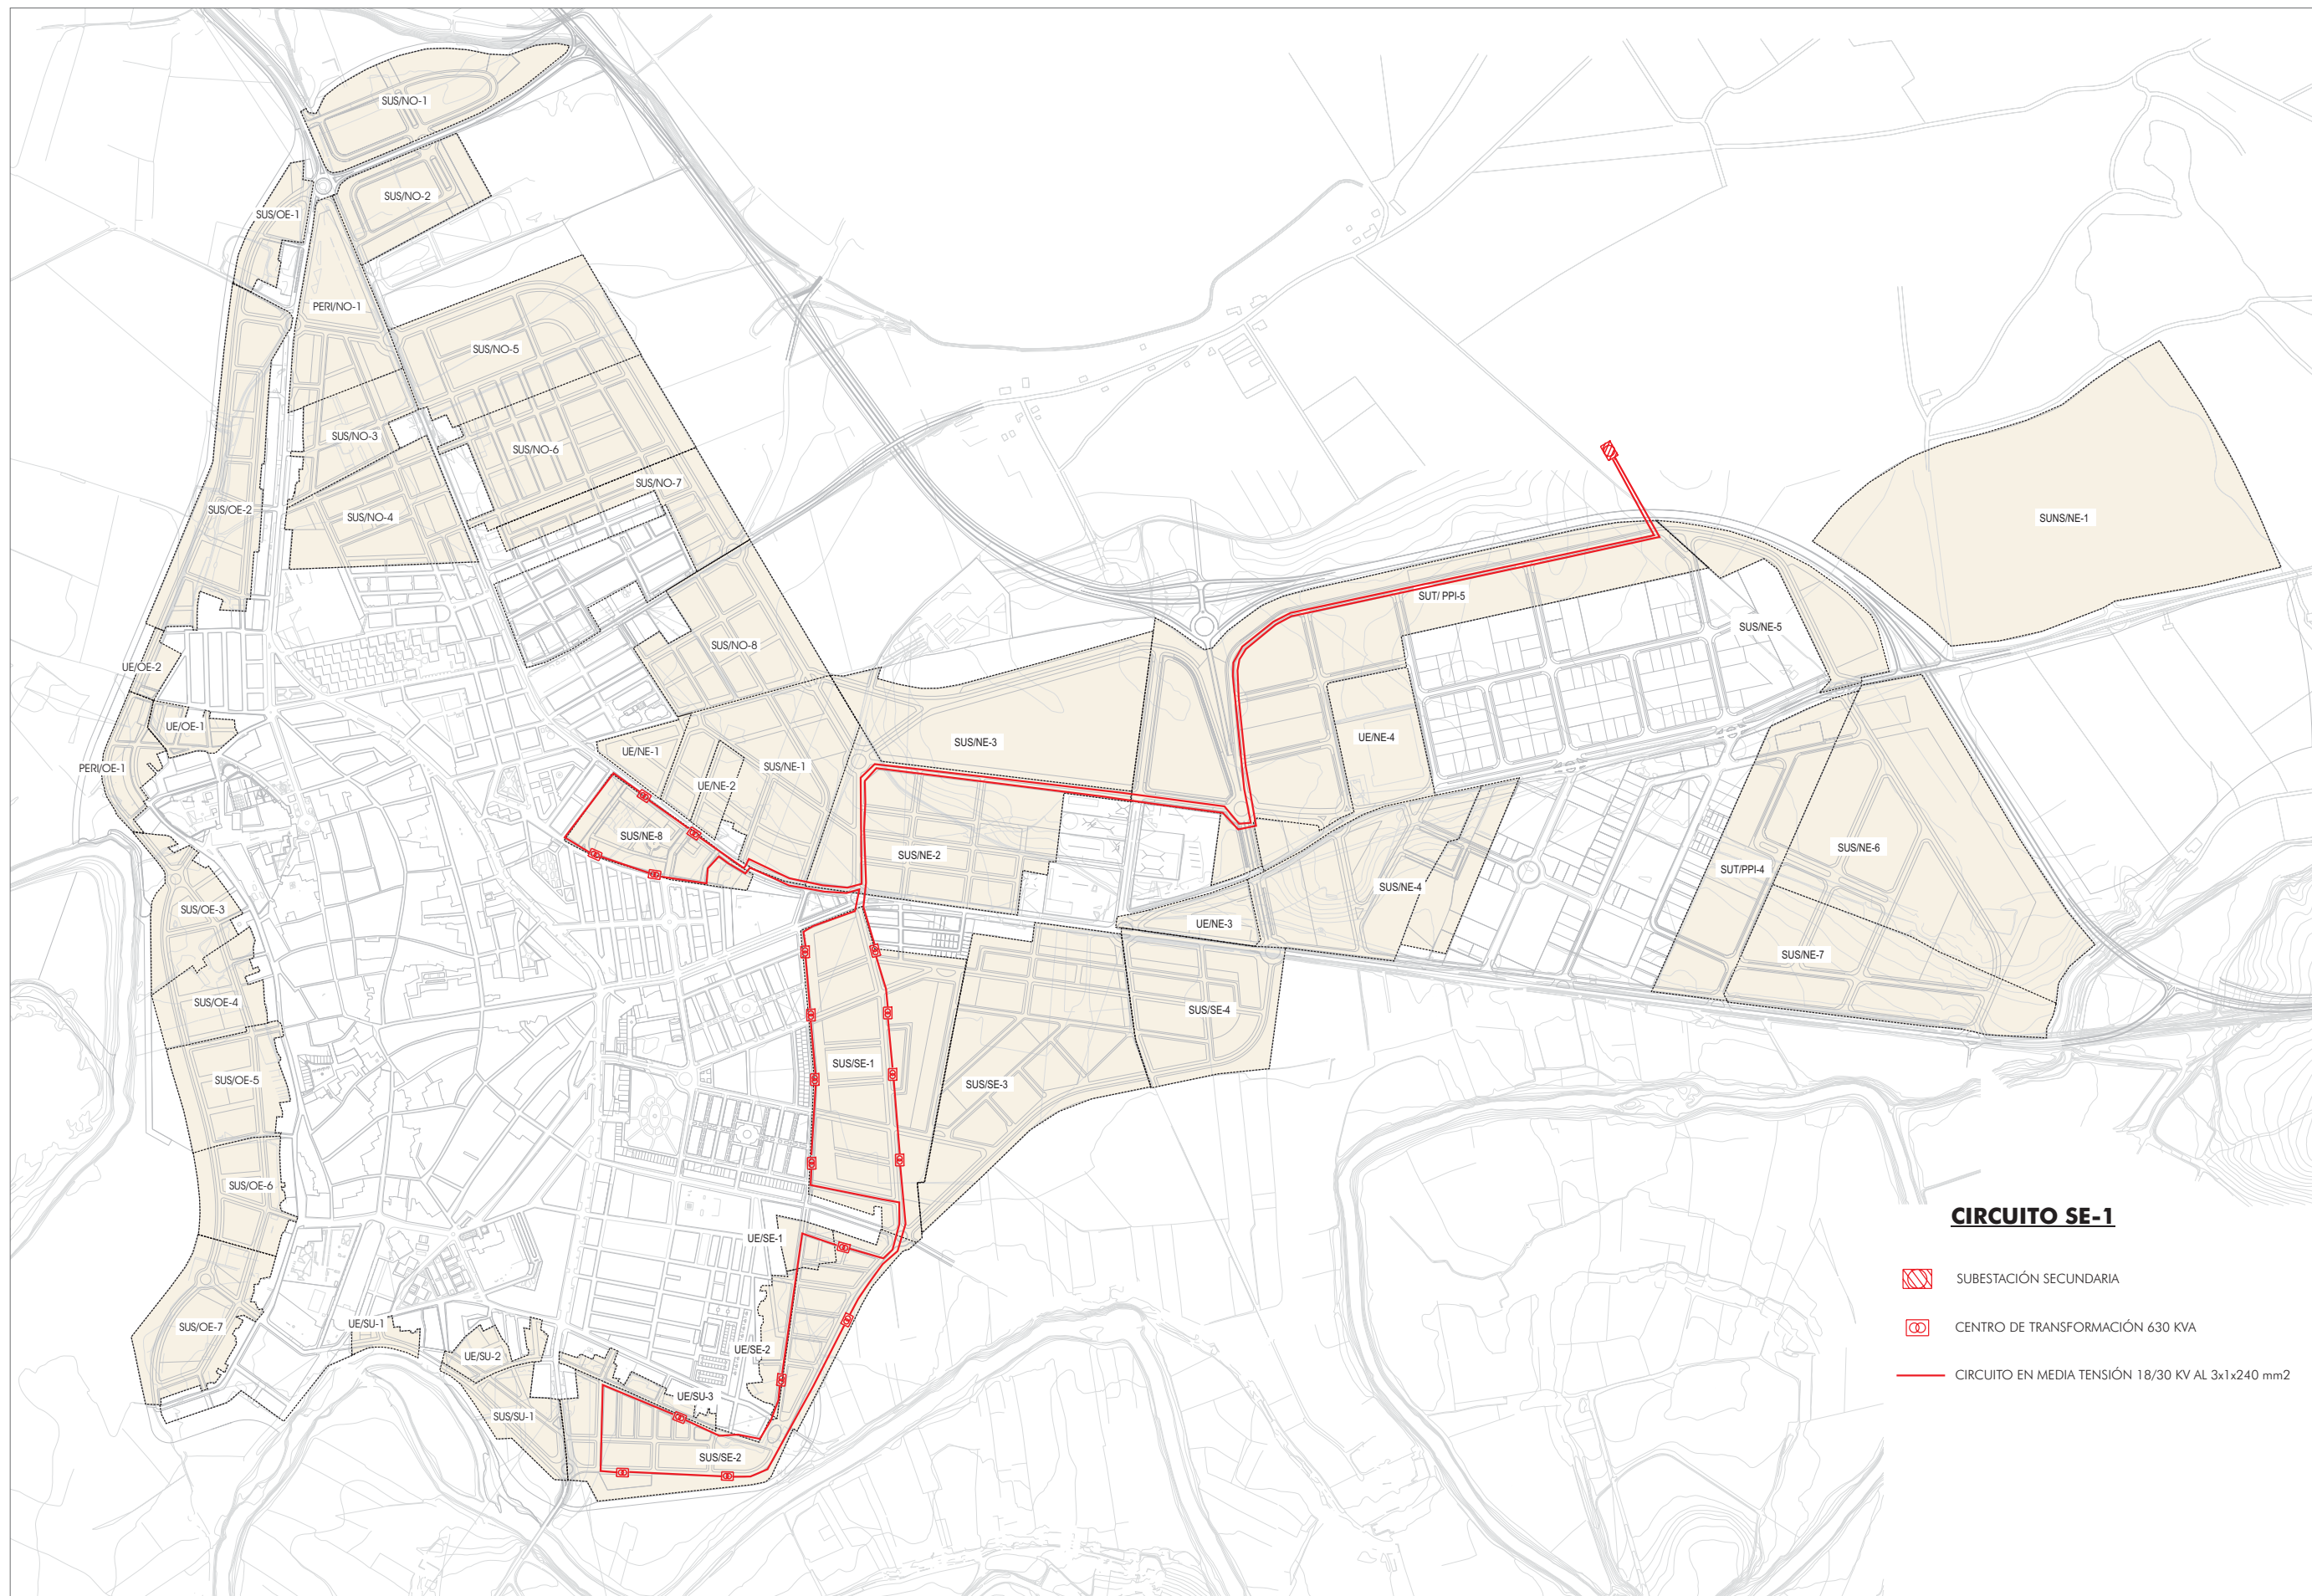 SUS/NO-1
SUS/NO-2
SUS/OE-1
PERI/NO-1
SUS/NO-5
SUS/NO-3
SUS/NO-6
SUS/NO-7
SUS/OE-2
SUS/NO-4
SUNS/NE-1
SUT/ PPI-5
SUS/NE-5
SUS/NO-8
UE/OE-2
UE/OE-1
SUS/NE-3
UE/NE-4
UE/NE-1
PERI/OE-1
SUS/NE-1
UE/NE-2
SUS/NE-8
SUS/NE-2
SUS/NE-6
SUT/PPI-4
SUS/NE-4
SUS/OE-3
UE/NE-3
SUS/NE-7
SUS/OE-4
SUS/SE-4
SUS/SE-1
SUS/OE-5
SUS/SE-3
SUS/OE-6
UE/SE-1
SUS/OE-7
UE/SU-1
UE/SE-2
UE/SU-2
UE/SU-3
SUS/SU-1
SUS/SE-2
CIRCUITO SE-1
SUBESTACIÓN SECUNDARIA
CENTRO DE TRANSFORMACIÓN 630 KVA
CIRCUITO EN MEDIA TENSIÓN 18/30 KV AL 3x1x240 mm2